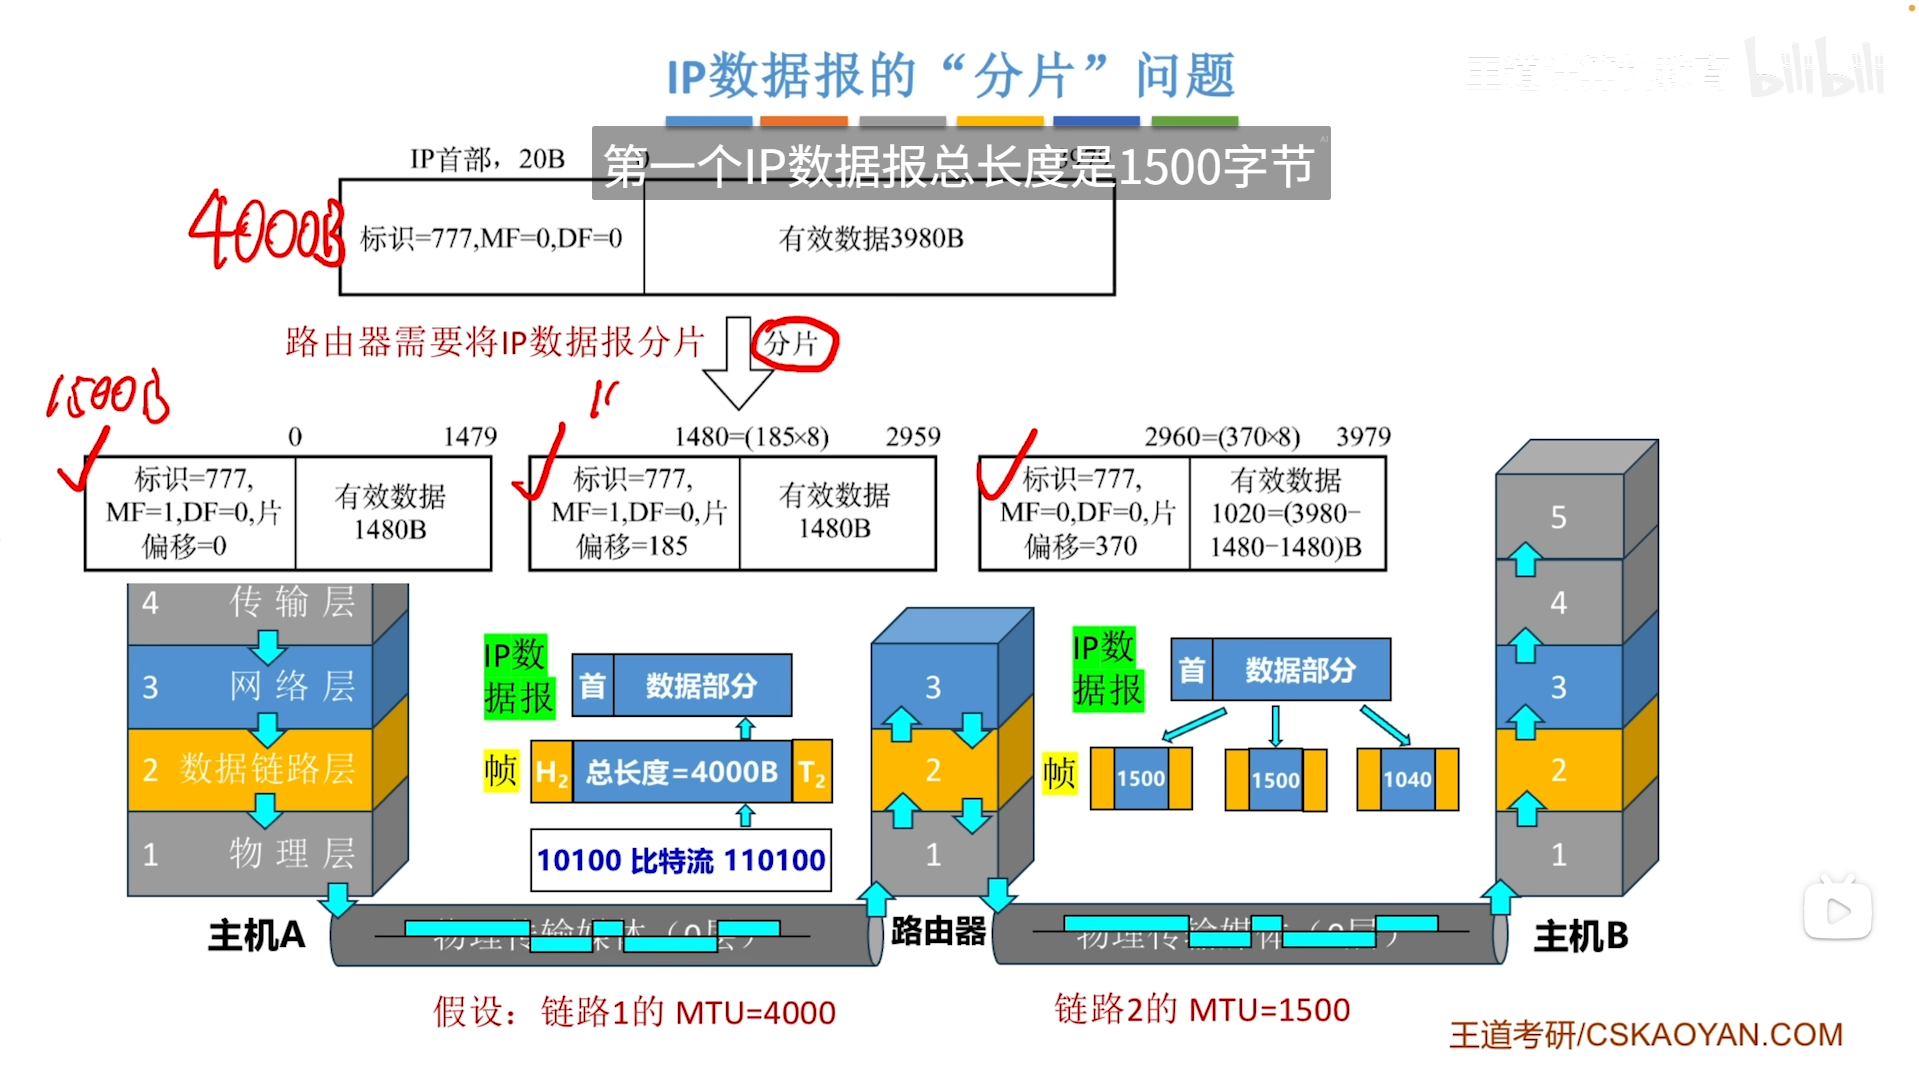 IP数据报的“分片”问题
bilibili
IP首部，20B
第一个IP数据报总长度是1500字节
4000B
标识=777,MF=0,DF=0
有效数据3980B
路由器需要将IP数据报分片
分片
1500B
0
1479
1480=(185×8)
2959
2960=(370×8)
3979
标识=777,
MF=1,DF=0,片
偏移=0
有效数据
1480B
标识=777,
MF=1,DF=0,片
偏移=185
有效数据
1480B
标识=777,
MF=0,DF=0,片
偏移=370
有效数据
1020=(3980-
1480-1480)B
4 传输层
3 网络层
2 数据链路层
1 物理层
IP数
据报
首 数据部分
帧
H2 总长度=4000B T2
10100 比特流 110100
3
2
1
IP数
据报
首 数据部分
帧
1500
1500
1040
5
4
3
2
1
主机A
物理传输媒体（0层）
路由器
物理传输媒体（0层）
主机B
假设：链路1的 MTU=4000
链路2的 MTU=1500
王道考研/CSKAOYAN.COM